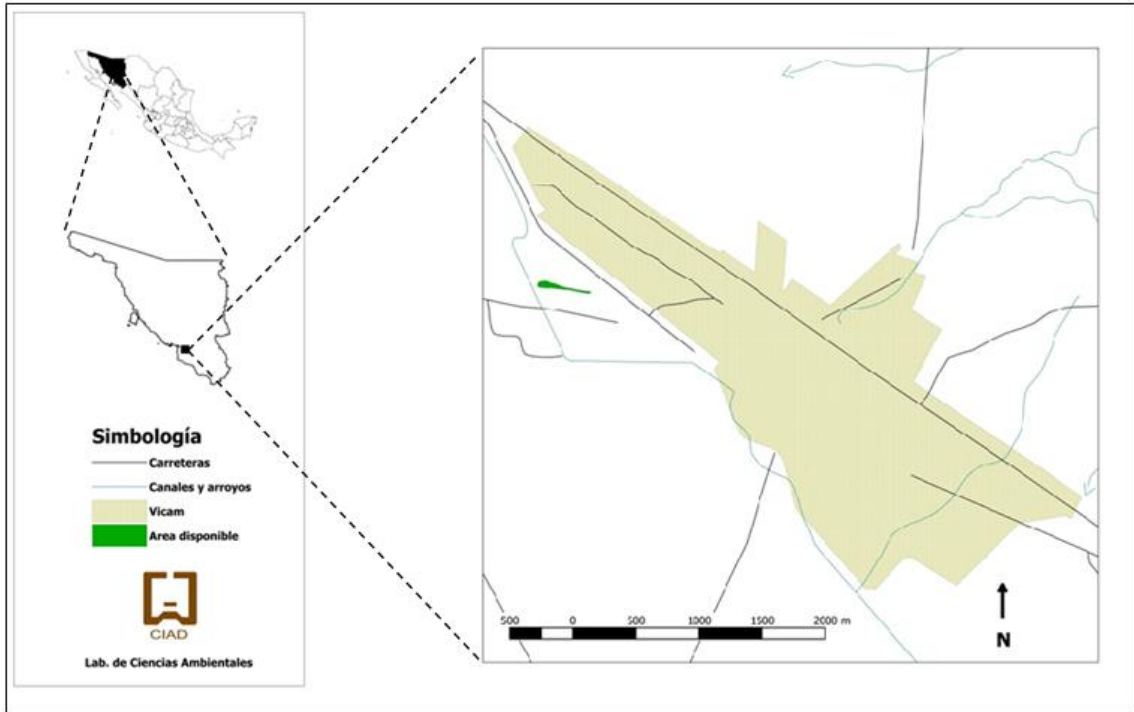 Simbología
Carreteras
Canales y arroyos
Vicam
Area disponible
CIAD
Lab. de Ciencias Ambientales
500 0 500 1000 1500 2000 m
N